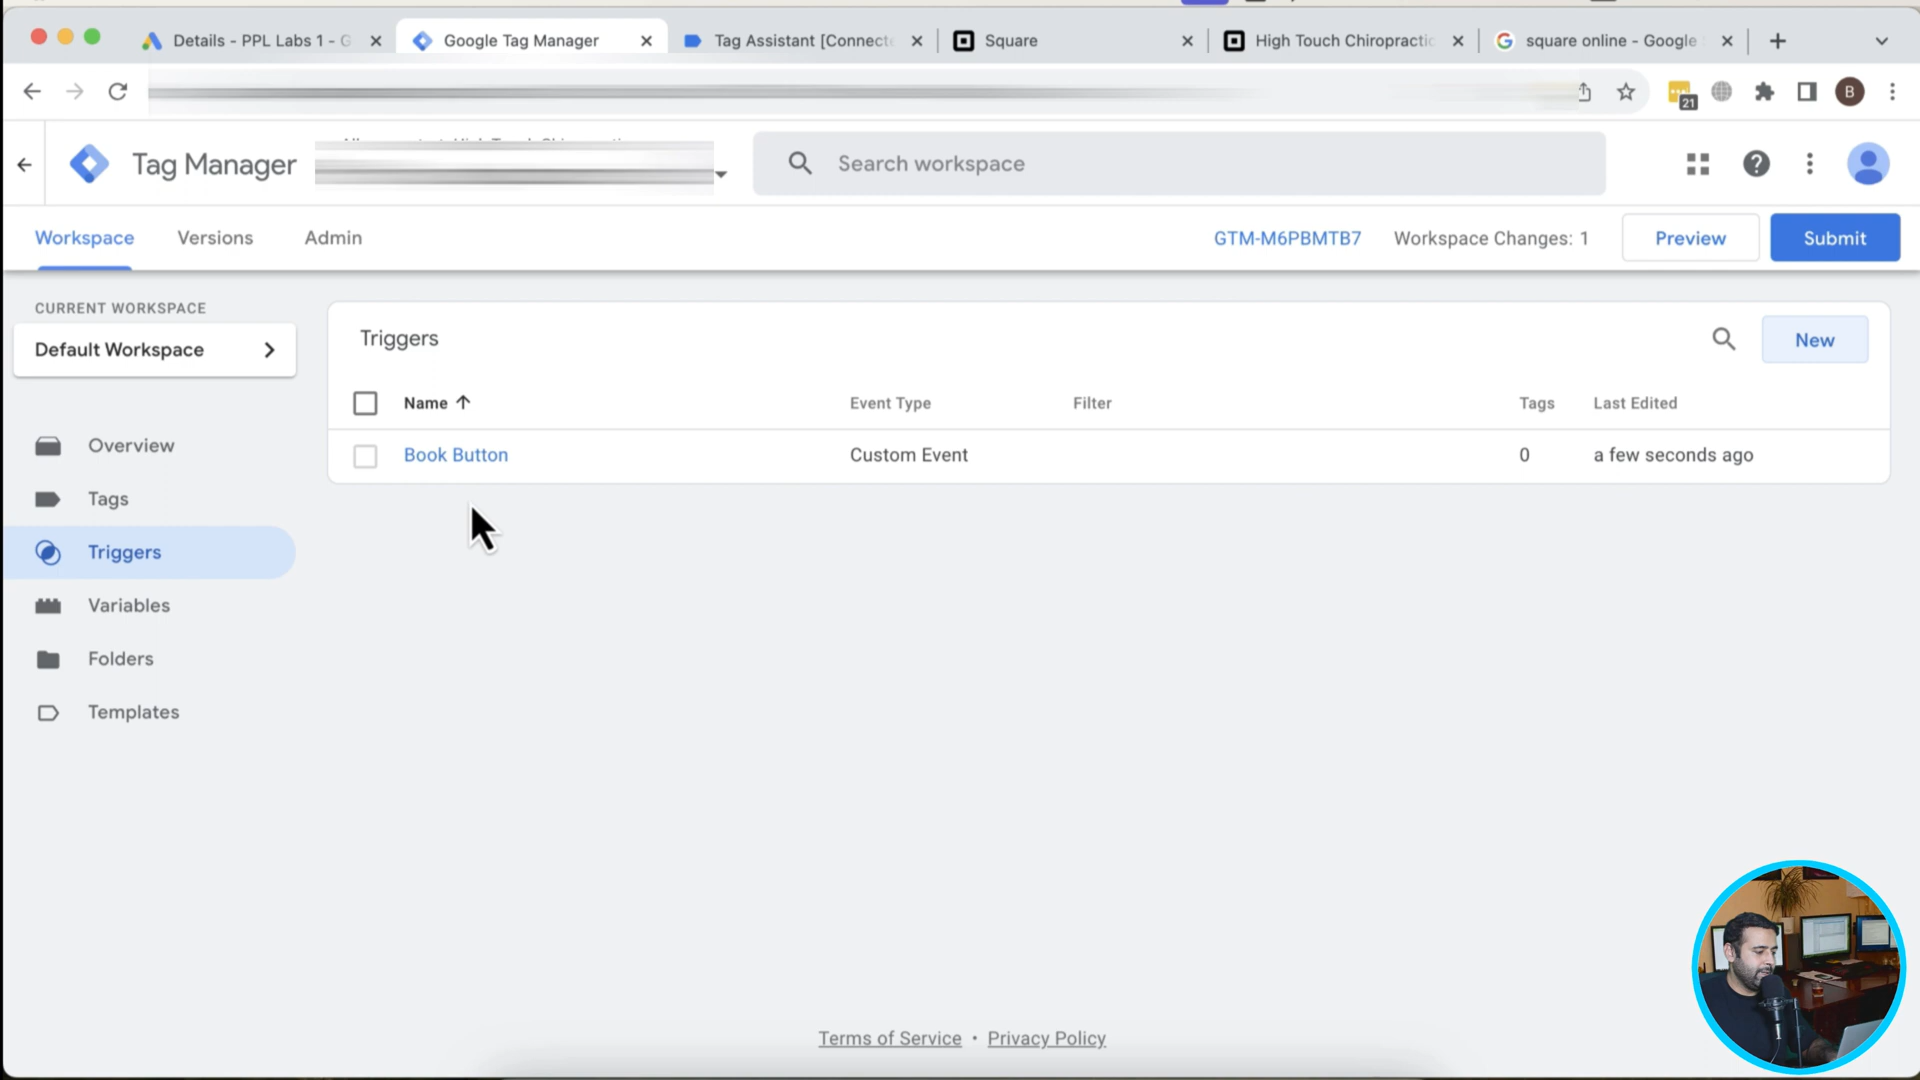 Details - PPL Labs 1 - G
Google Tag Manager
Tag Assistant [Connecte
Square
High Touch Chiropractic
square online - Google
21
B
Tag Manager
Search workspace
Workspace
Versions
Admin
GTM-M6PBMTB7
Workspace Changes: 1
Preview
Submit
CURRENT WORKSPACE
Default Workspace
Triggers
New
Name
Event Type
Filter
Tags
Last Edited
Overview
Book Button
Custom Event
0
a few seconds ago
Tags
Triggers
Variables
Folders
Templates
Terms of Service • Privacy Policy